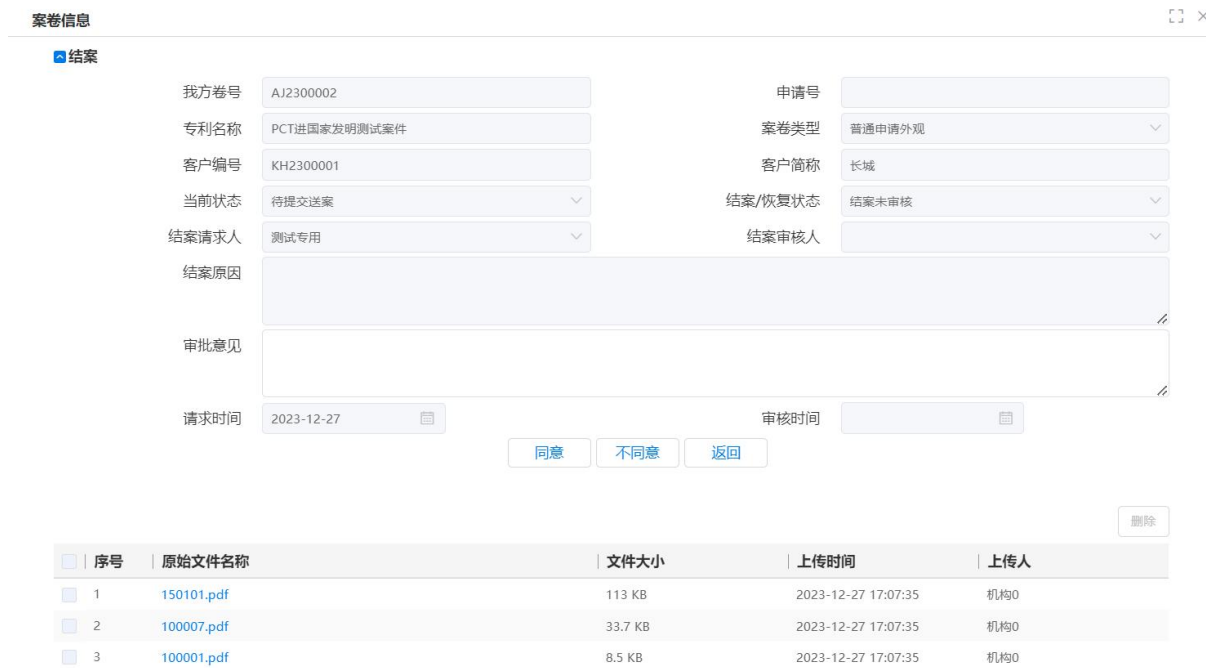 案卷信息
结案
我方卷号 AJ2300002 申请号
专利名称 PCT进国家发明测试案件 案卷类型 普通申请外观
客户编号 KH2300001 客户简称 长城
当前状态 待提交送案 结案/恢复状态 结案未审核
结案请求人 测试专用 结案审核人
结案原因
审批意见
请求时间 2023-12-27 审核时间
同意 不同意 返回
删除
序号 原始文件名称 文件大小 上传时间 上传人
1 150101.pdf 113 KB 2023-12-27 17:07:35 机构0
2 100007.pdf 33.7 KB 2023-12-27 17:07:35 机构0
3 100001.pdf 8.5 KB 2023-12-27 17:07:35 机构0